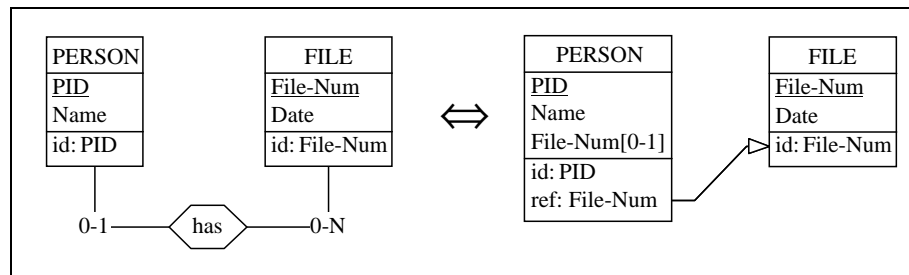 PERSON
PID
Name
id: PID
FILE
File-Num
Date
id: File-Num
0-1
has
0-N
PERSON
PID
Name
File-Num[0-1]
id: PID
ref: File-Num
FILE
File-Num
Date
id: File-Num